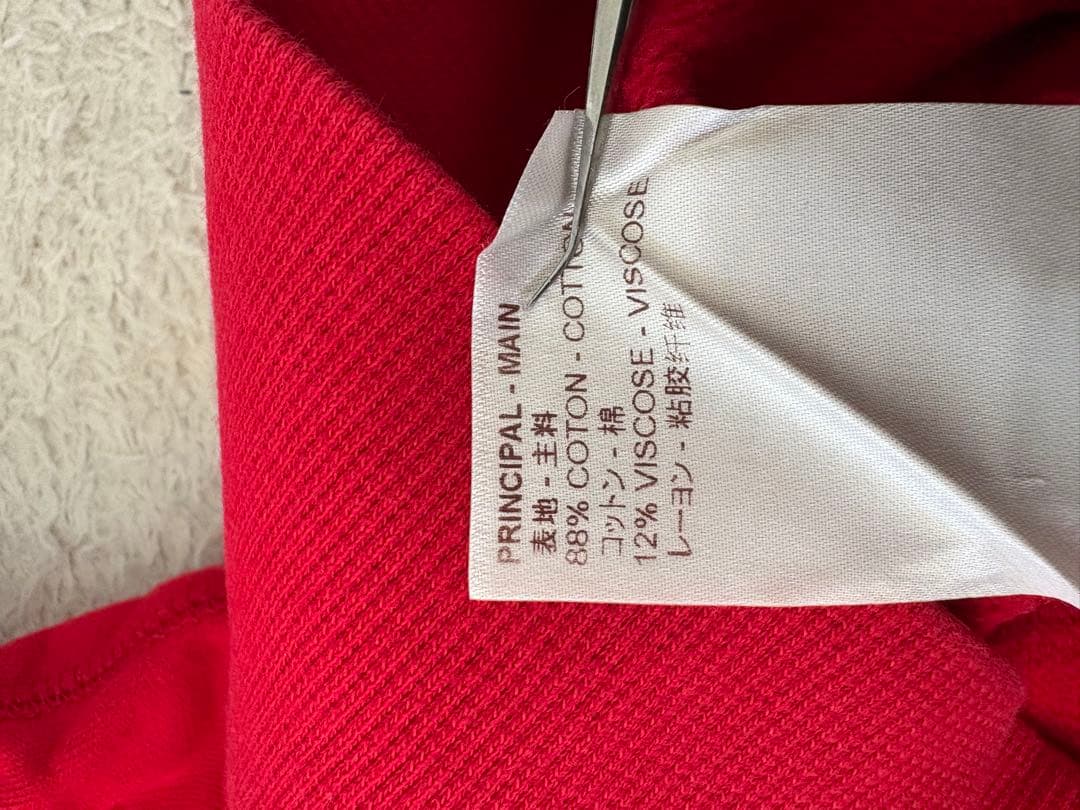 PRINCIPAL - MAIN
表地 - 主料
88% COTON - COTTON
コットン - 棉
12% VISCOSE - VISCOSE
レーヨン - 粘胶纤维